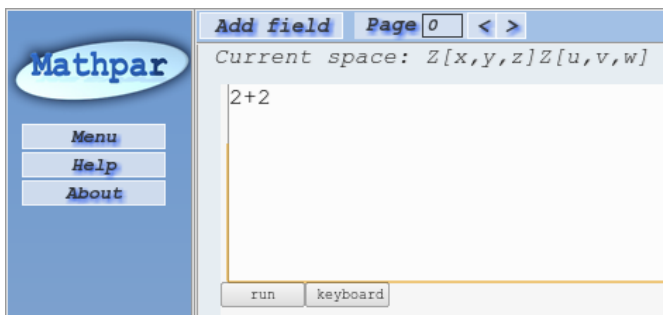 Add field Page 0 < >
Mathpar
Current space: Z[x,y,z]Z[u,v,w]
2+2
Menu
Help
About
run keyboard